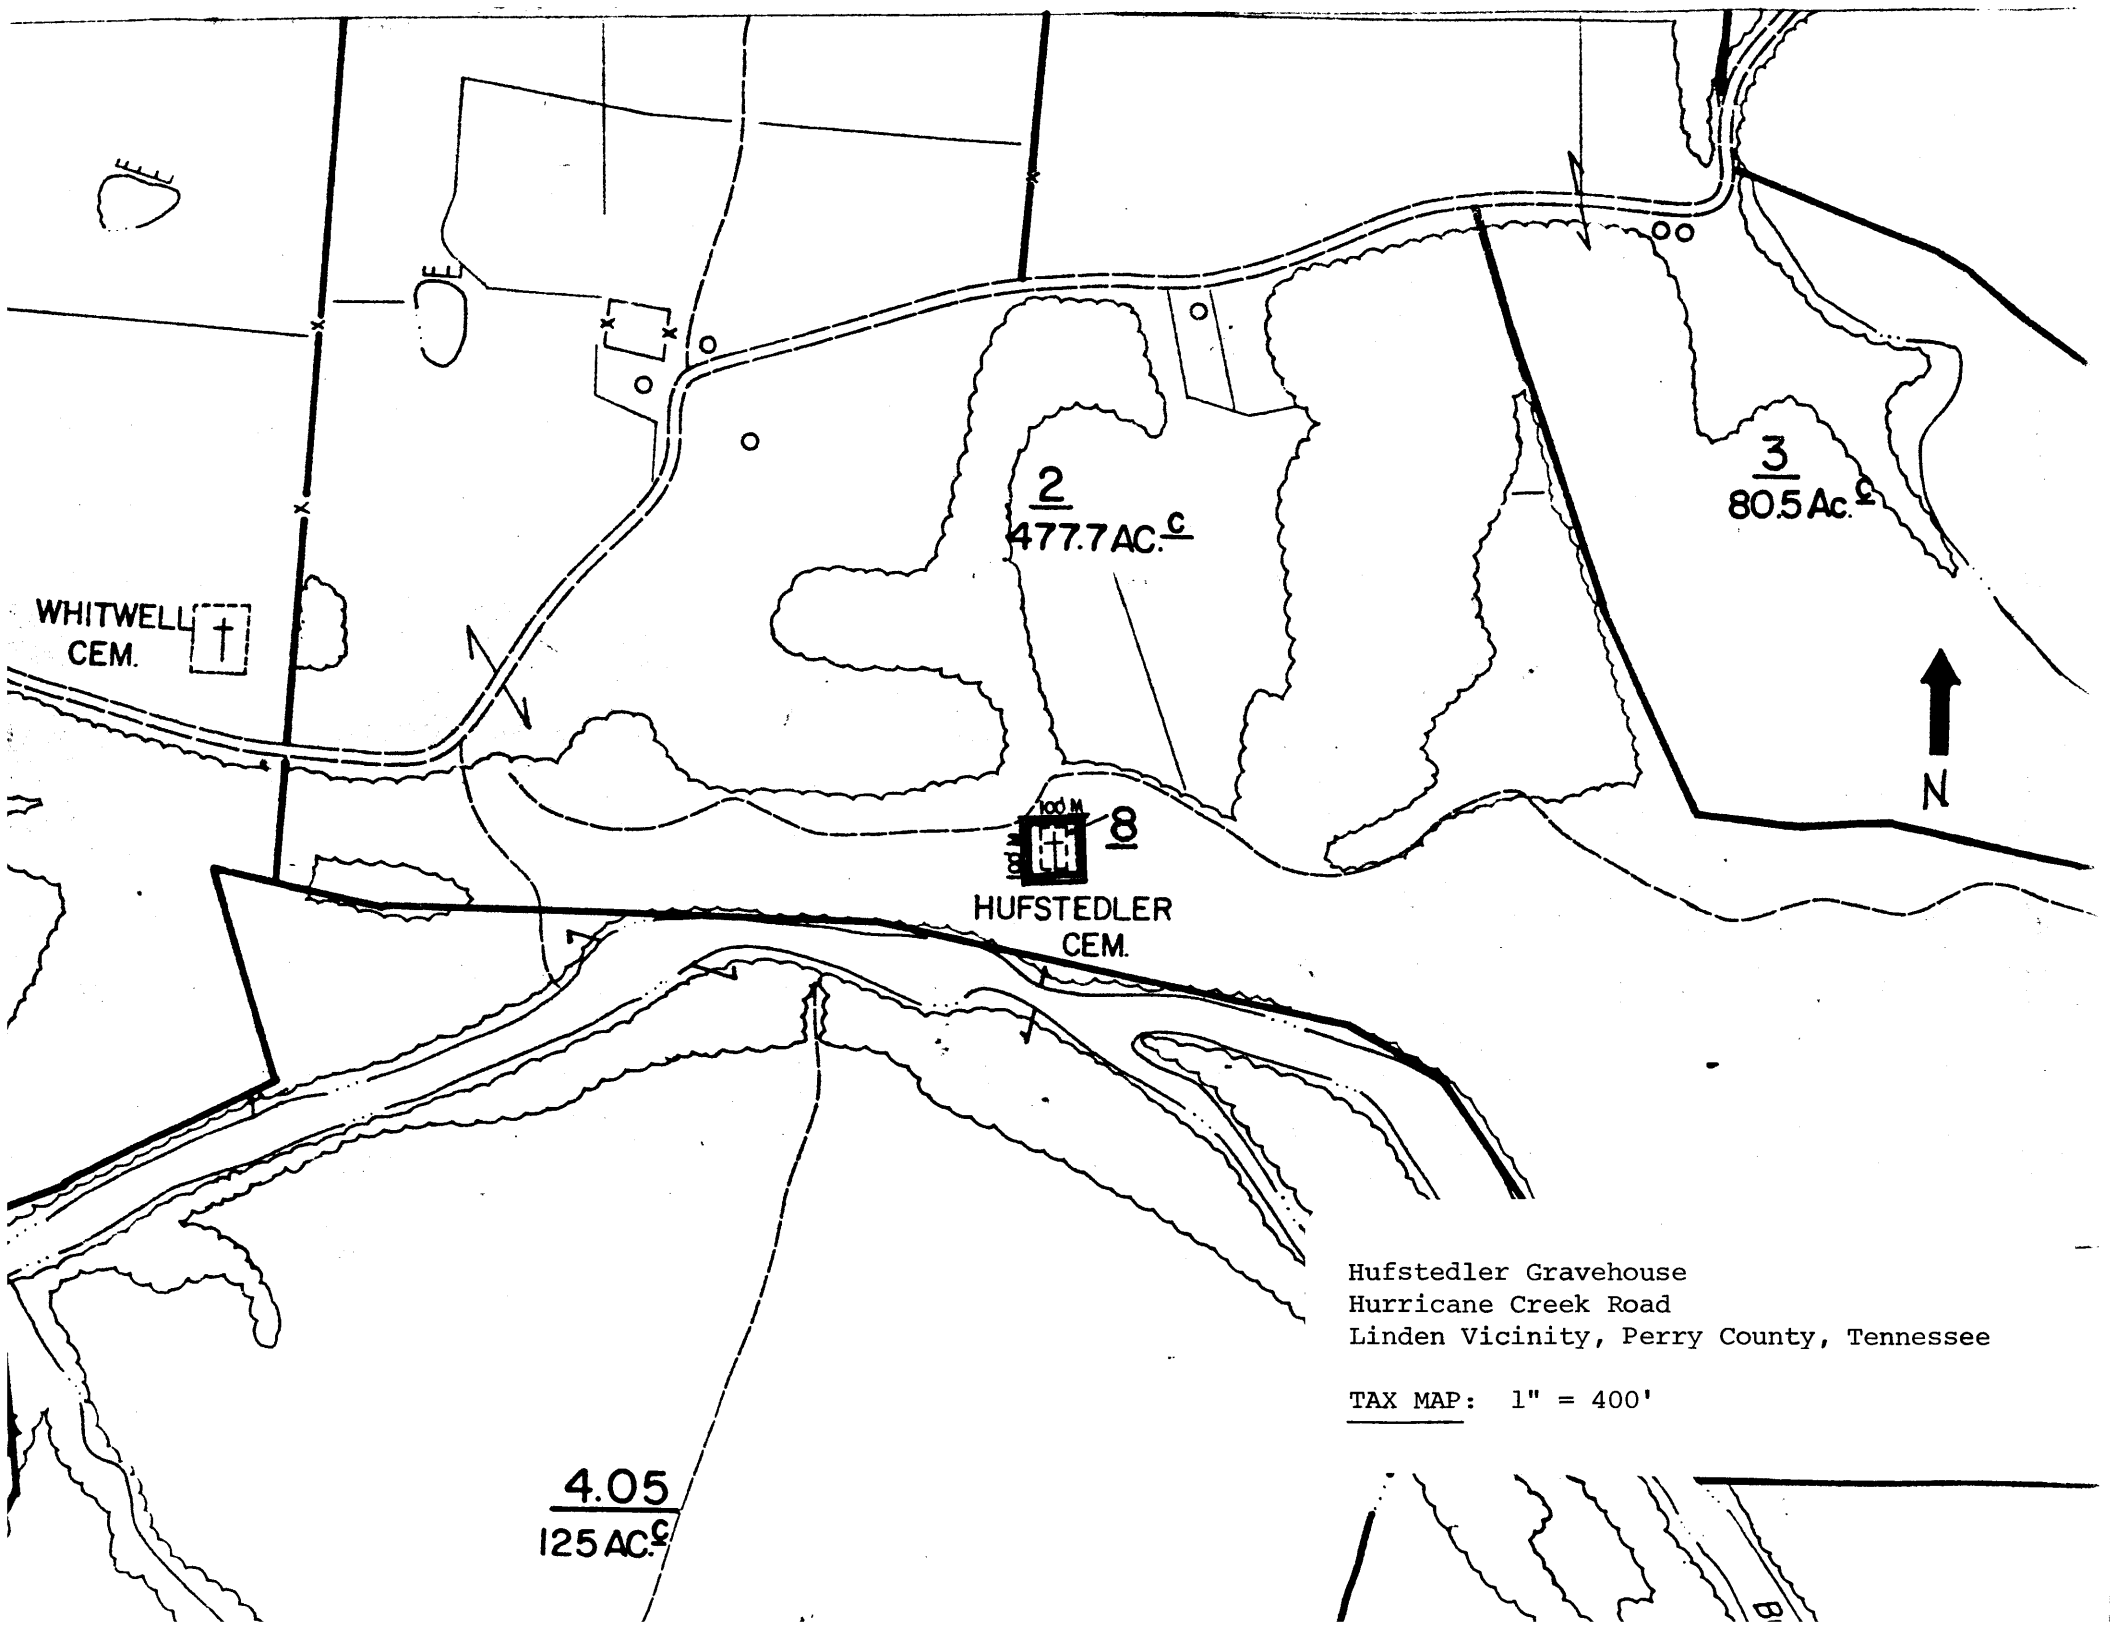 2
477.7 AC. C
3
80.5 Ac. C
WHITWELL
CEM.
N
100 M
100 M
8
HUFSTEDLER
CEM.
Hufstedler Gravehouse
Hurricane Creek Road
Linden Vicinity, Perry County, Tennessee
TAX MAP: 1" = 400'
4.05
125 AC. C
B